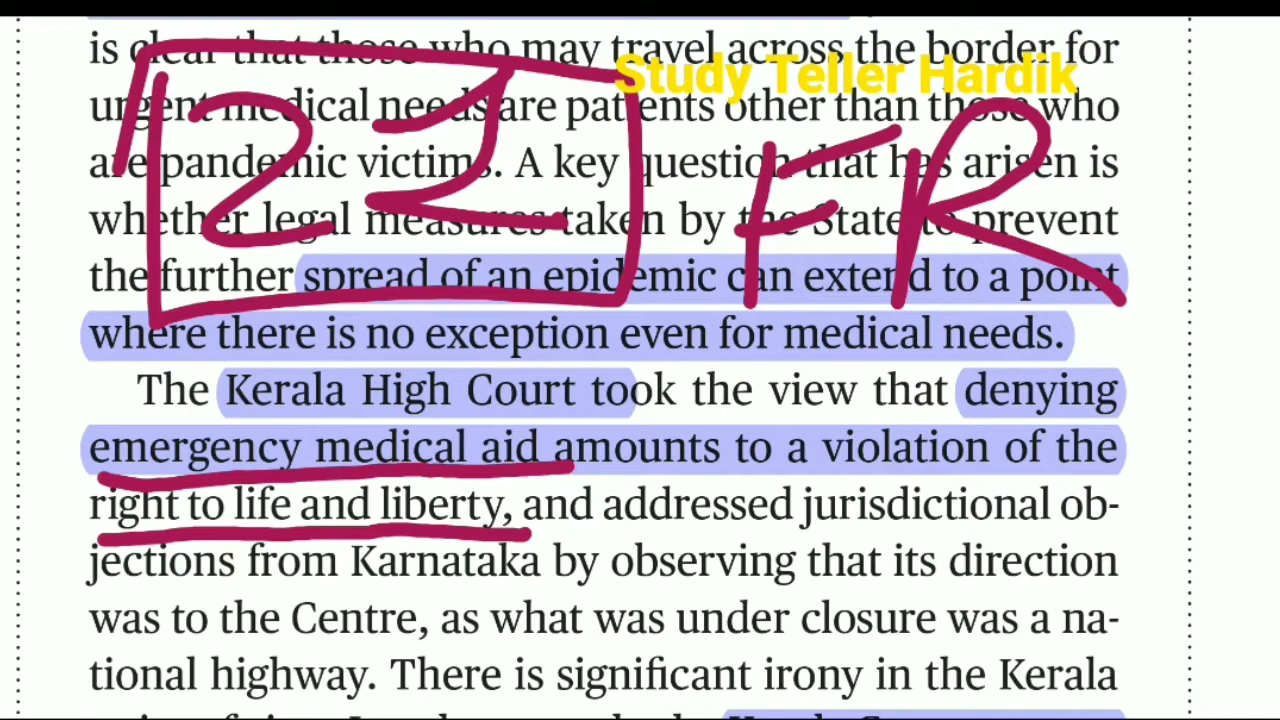 is clear that those who may travel across the border for
Study Teller Hardik
urgent medical needs are patients other than those who
are pandemic victims. A key question that has arisen is
whether legal measures taken by the State to prevent
the further spread of an epidemic can extend to a point
where there is no exception even for medical needs.
The Kerala High Court took the view that denying
emergency medical aid amounts to a violation of the
right to life and liberty, and addressed jurisdictional ob-
jections from Karnataka by observing that its direction
was to the Centre, as what was under closure was a na-
tional highway. There is significant irony in the Kerala
FR